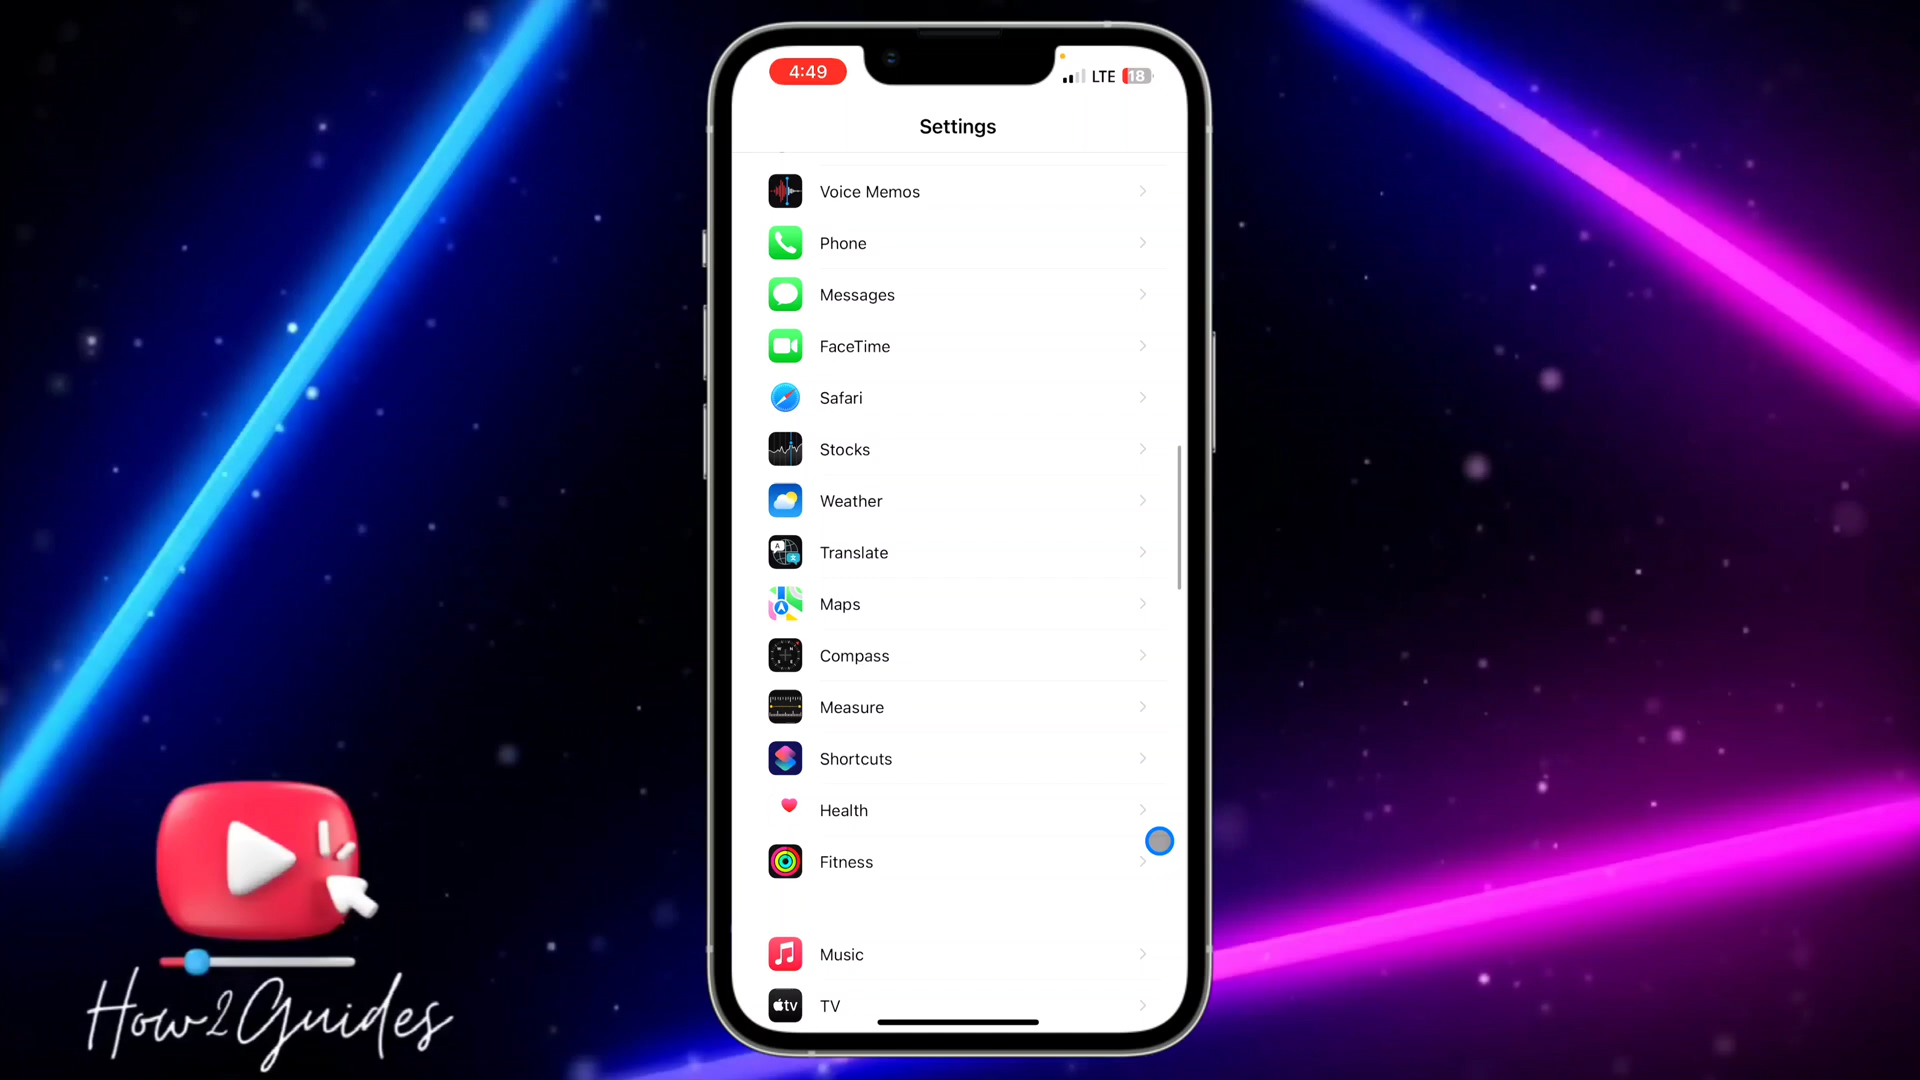 4:49
LTE 18
Settings
Voice Memos
Phone
Messages
FaceTime
Safari
Stocks
Weather
Translate
Maps
Compass
Measure
Shortcuts
Health
Fitness
Music
tv
TV
How2Guides